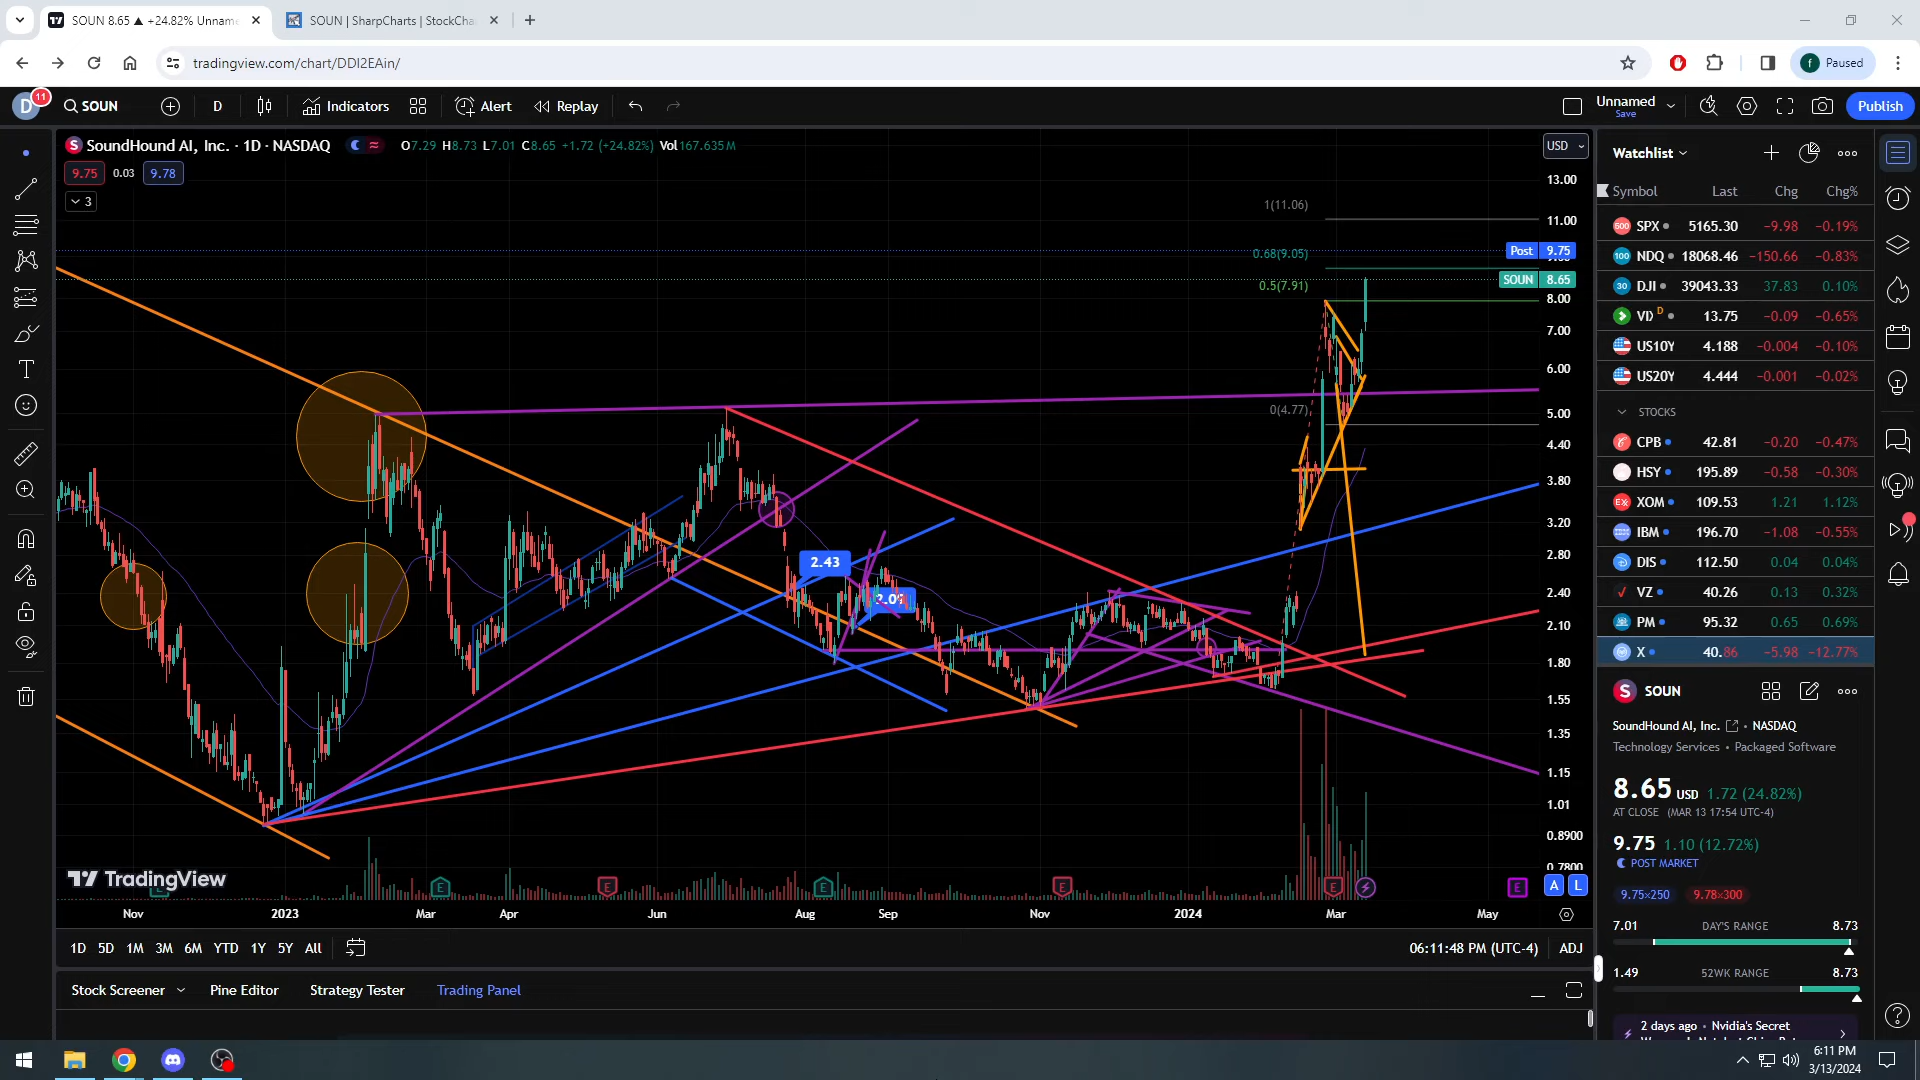 SOUN 8.65 ▲ +24.82% Unnam
SOUN | SharpCharts | StockCha
tradingview.com/chart/DDI2EAin/
Paused
D
11
SOUN
D
Indicators
Alert
Replay
Unnamed
Save
Publish
SoundHound AI, Inc. · 1D · NASDAQ
O7.29 H8.73 L7.01 C8.65 +1.72 (+24.82%) Vol167.635M
9.75
0.03
9.78
3
USD
13.00
1(11.06)
11.00
0.68(9.05)
Post 9.75
0.5(7.91)
SOUN 8.65
8.00
7.00
6.00
0(4.77)
5.00
4.40
3.80
3.20
2.80
2.43
2.40
2.10
1.80
1.55
1.35
1.15
1.01
0.8900
0.7800
TradingView
E
E
E
E
E
E
A
L
Nov
2023
Mar
Apr
Jun
Aug
Sep
Nov
2024
Mar
May
1D 5D 1M 3M 6M YTD 1Y 5Y All
06:11:48 PM (UTC-4)
ADJ
Stock Screener
Pine Editor
Strategy Tester
Trading Panel
Watchlist
Symbol Last Chg Chg%
SPX 5165.30 −9.98 −0.19%
NDQ 18068.46 −150.66 −0.83%
DJI 39043.33 37.83 0.10%
VIX D 13.75 −0.09 −0.65%
US10Y 4.188 −0.004 −0.10%
US20Y 4.444 −0.001 −0.02%
STOCKS
CPB 42.81 −0.20 −0.47%
HSY 195.89 −0.58 −0.30%
XOM 109.53 1.21 1.12%
IBM 196.70 −1.08 −0.55%
DIS 112.50 0.04 0.04%
VZ 40.26 0.13 0.32%
PM 95.32 0.65 0.69%
X 40.86 −5.98 −12.77%
SOUN
SoundHound AI, Inc. · NASDAQ
Technology Services • Packaged Software
8.65 USD 1.72 (24.82%)
AT CLOSE (MAR 13 17:54 UTC-4)
9.75 1.10 (12.72%)
POST MARKET
9.75×250
9.78×300
7.01 DAY'S RANGE 8.73
1.49 52WK RANGE 8.73
2 days ago • Nvidia's Secret
6:11 PM
3/13/2024